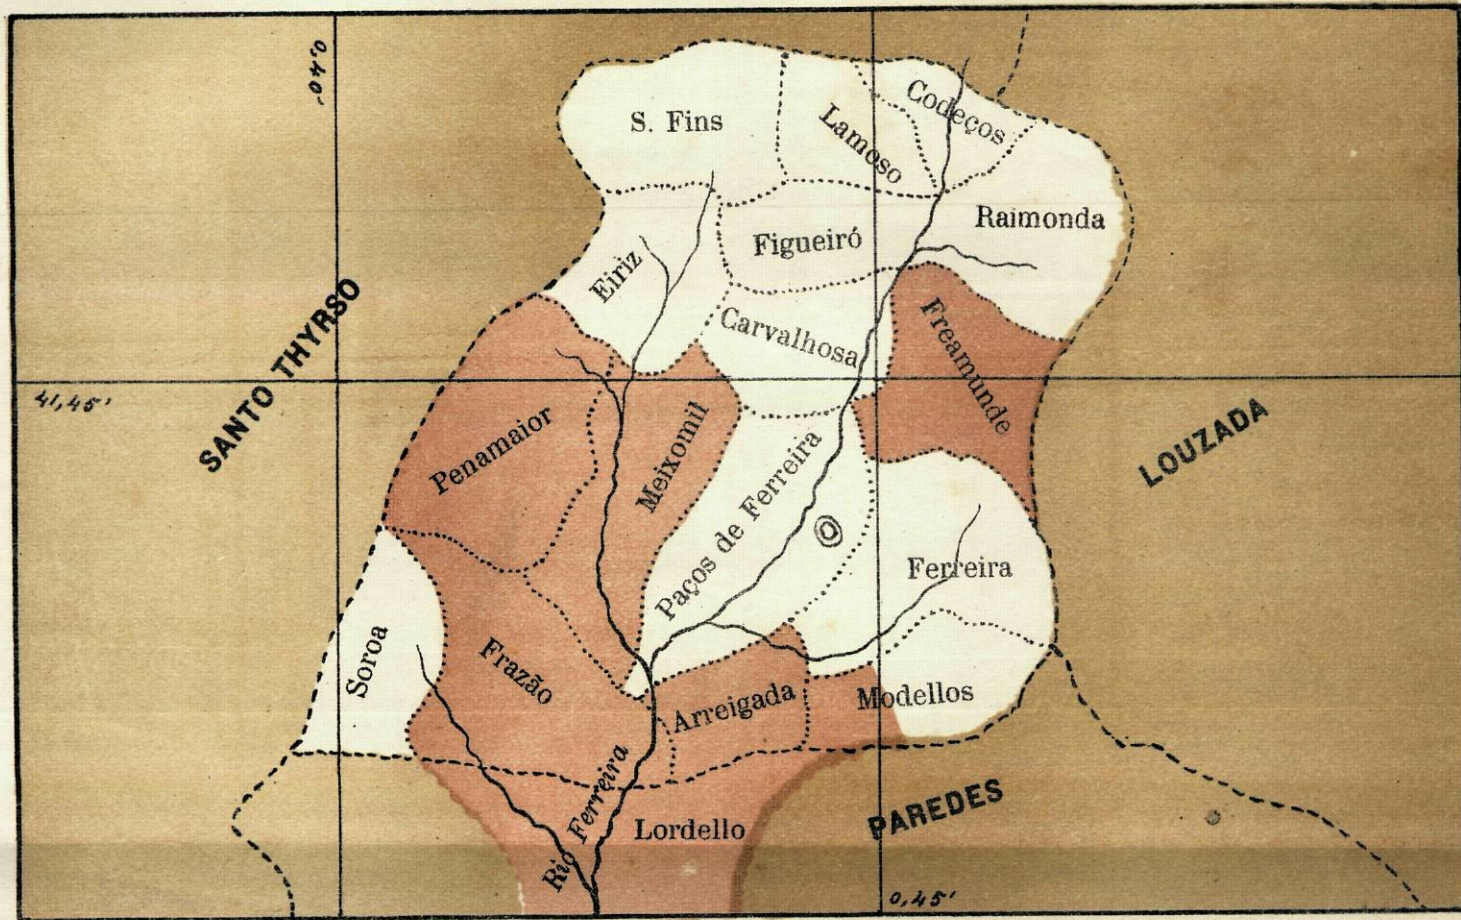 0,40'
S. Fins
Lamoso
Codeços
Raimonda
Figueiró
Eiriz
Carvalhosa
Freamunde
SANTO THYRSO
41,45'
Penamaior
Meixomil
Paços de Ferreira
LOUZADA
Ferreira
Soroa
Frazão
Arreigada
Modellos
Rio Ferreira
Lordello
PAREDES
0,45'